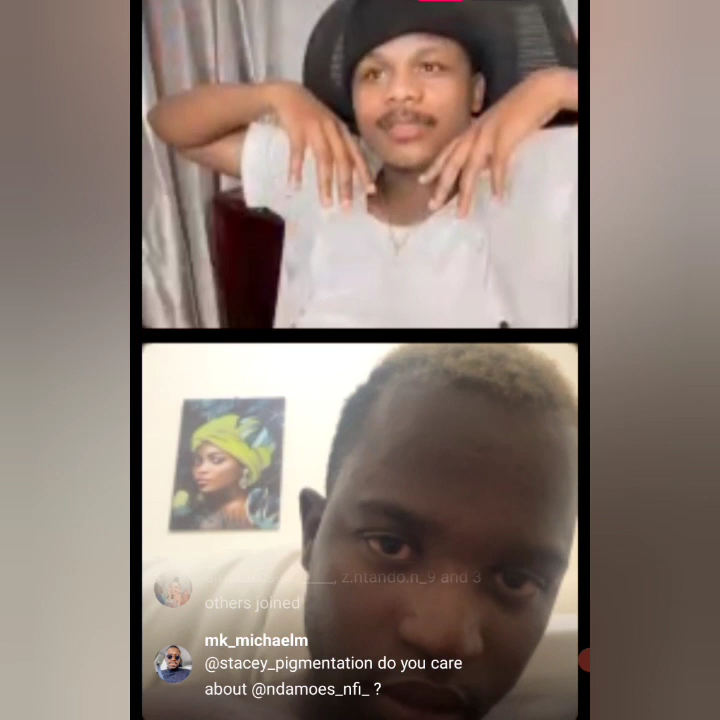 z.ntando.n_9 and 3
others joined
mk_michaelm
@stacey_pigmentation do you care
about @ndamoes_nfi_ ?